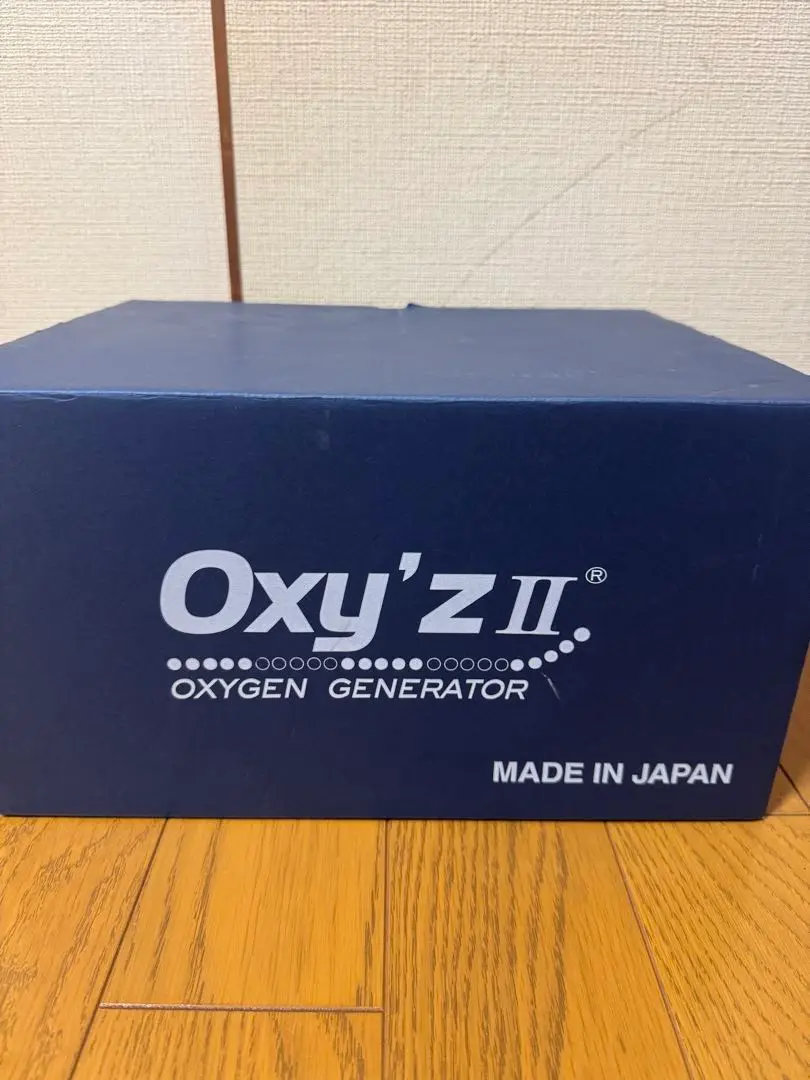 Oxy'z II®
OXYGEN GENERATOR
MADE IN JAPAN